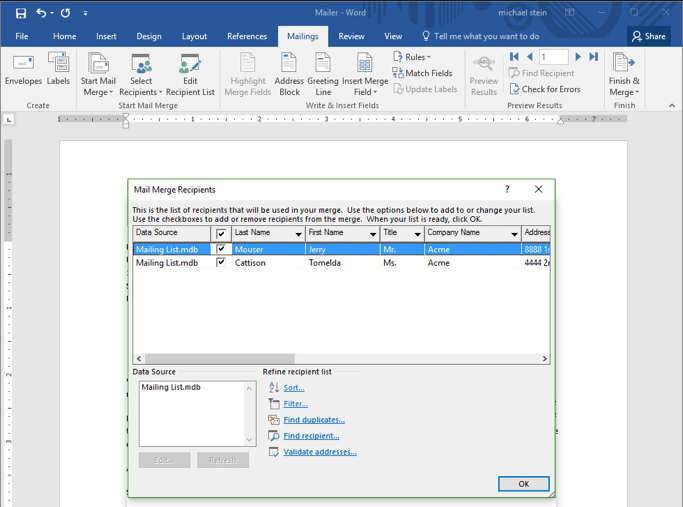 Mailer - Word
michael stein
File Home Insert Design Layout References Mailings Review View Tell me what you want to do Share
Envelopes Labels
Create
Start Mail Merge Select Recipients Edit Recipient List
Start Mail Merge
Highlight Merge Fields Address Block Greeting Line Insert Merge Field
Rules
Match Fields
Update Labels
Write & Insert Fields
ABC
Preview Results
1
Find Recipient
Check for Errors
Preview Results
Finish & Merge
Finish
1 1 2 3 4 5 6 7
Mail Merge Recipients ?
This is the list of recipients that will be used in your merge. Use the options below to add to or change your list.
Use the checkboxes to add or remove recipients from the merge. When your list is ready, click OK.
Data Source Last Name First Name Title Company Name Address
Mailing List.mdb Mouser Jerry Mr. Acme 8888
Mailing List.mdb Cattison Tomelda Ms. Acme 4444
Data Source
Mailing List.mdb
Edit... Refresh
Refine recipient list
Sort...
Filter...
Find duplicates...
Find recipient...
Validate addresses...
OK